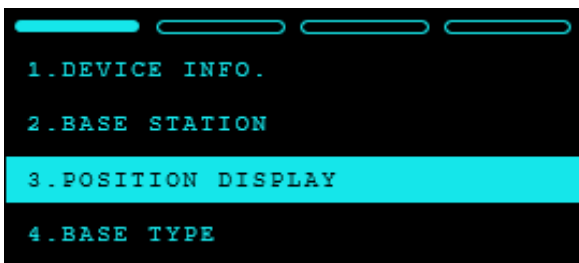 1.DEVICE INFO.
2.BASE STATION
3.POSITION DISPLAY
4.BASE TYPE